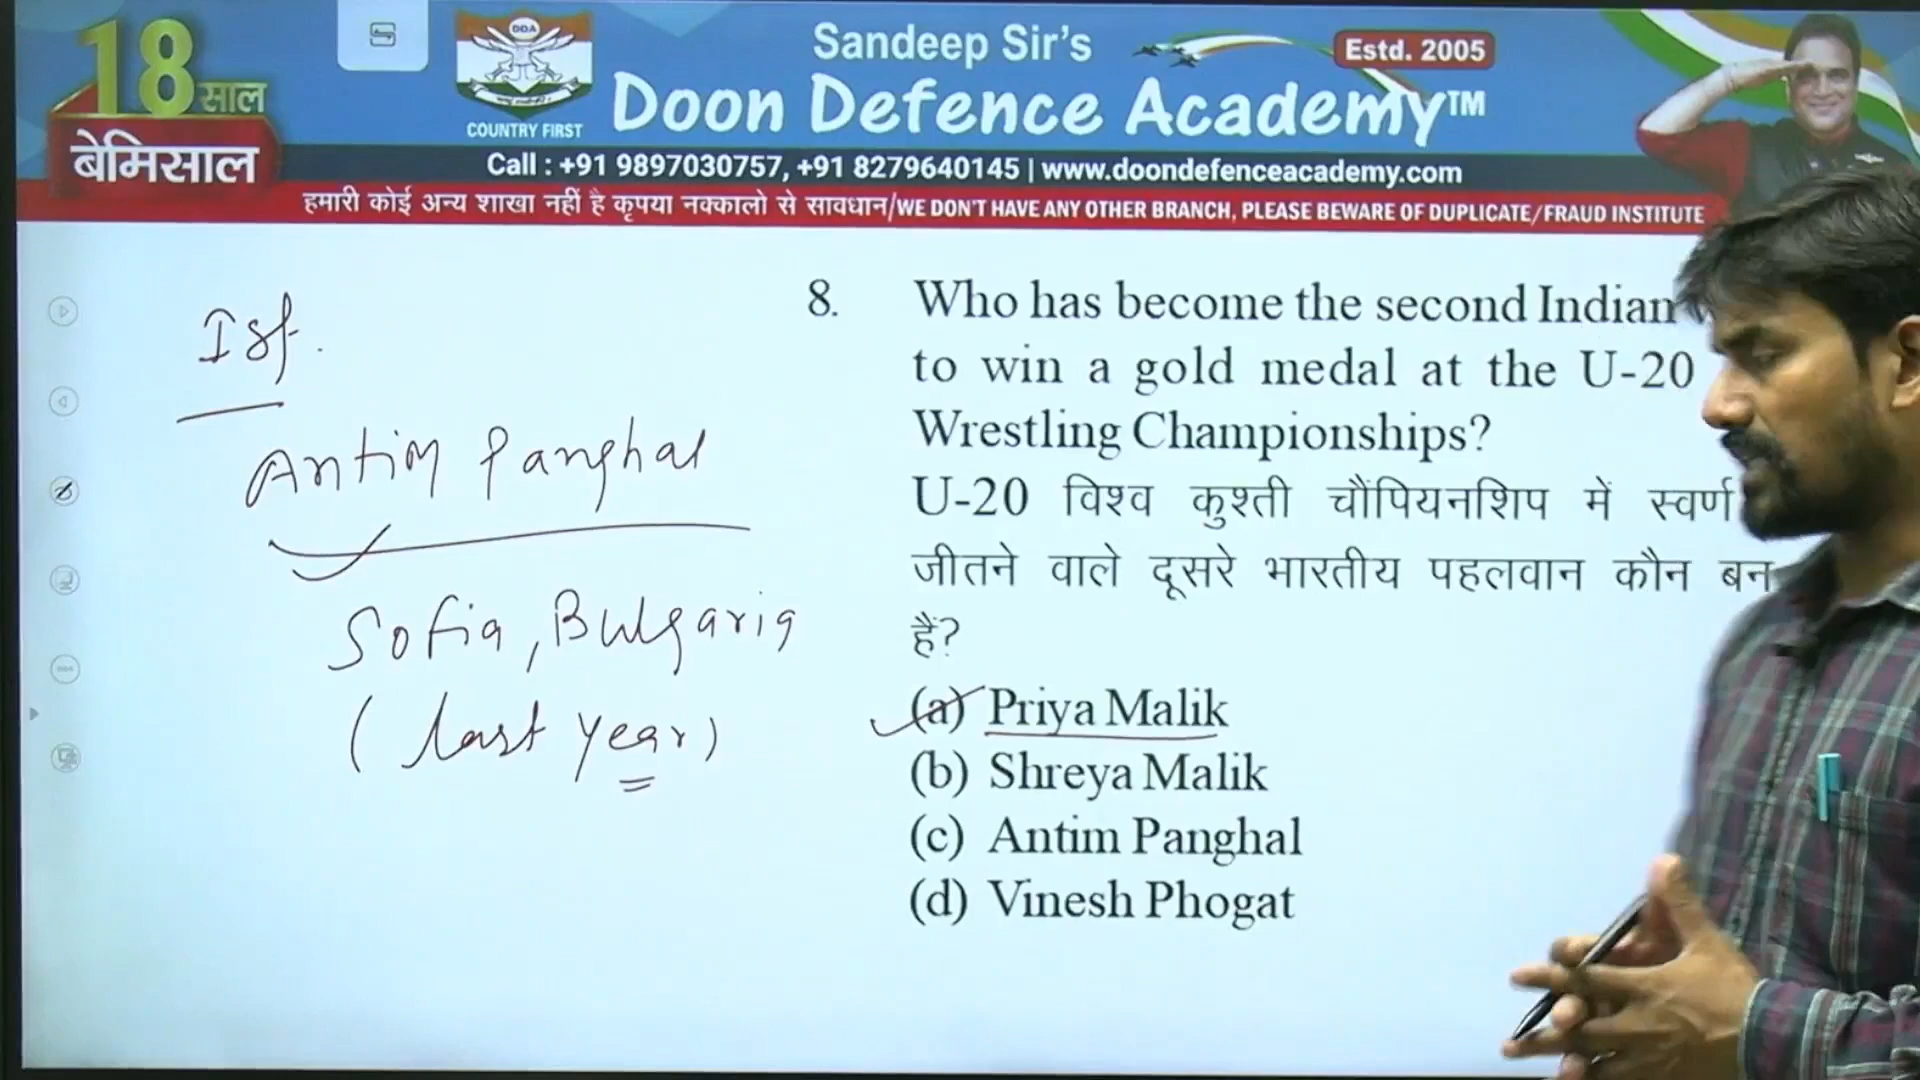 18 साल
बेमिसाल
DDA
COUNTRY FIRST
Sandeep Sir's
Estd. 2005
Doon Defence Academy™
Call : +91 9897030757, +91 8279640145 | www.doondefenceacademy.com
हमारी कोई अन्य शाखा नहीं है कृपया नक्कालो से सावधान/WE DON'T HAVE ANY OTHER BRANCH, PLEASE BEWARE OF DUPLICATE/FRAUD INSTITUTE
Ist.
Antim Panghal
Sofia, Bulgaria
(last year)
8. Who has become the second Indian
to win a gold medal at the U-20
Wrestling Championships?
U-20 विश्व कुश्ती चौंपियनशिप में स्वर्ण
जीतने वाले दूसरे भारतीय पहलवान कौन बन
हैं?
(a) Priya Malik
(b) Shreya Malik
(c) Antim Panghal
(d) Vinesh Phogat